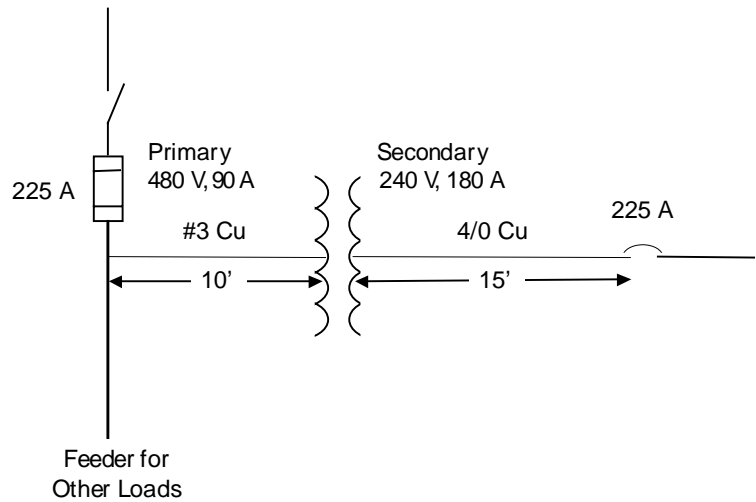 Primary
480 V, 90 A
Secondary
240 V, 180 A
225 A
225 A
#3 Cu
4/0 Cu
10’
15’
Feeder for
Other Loads